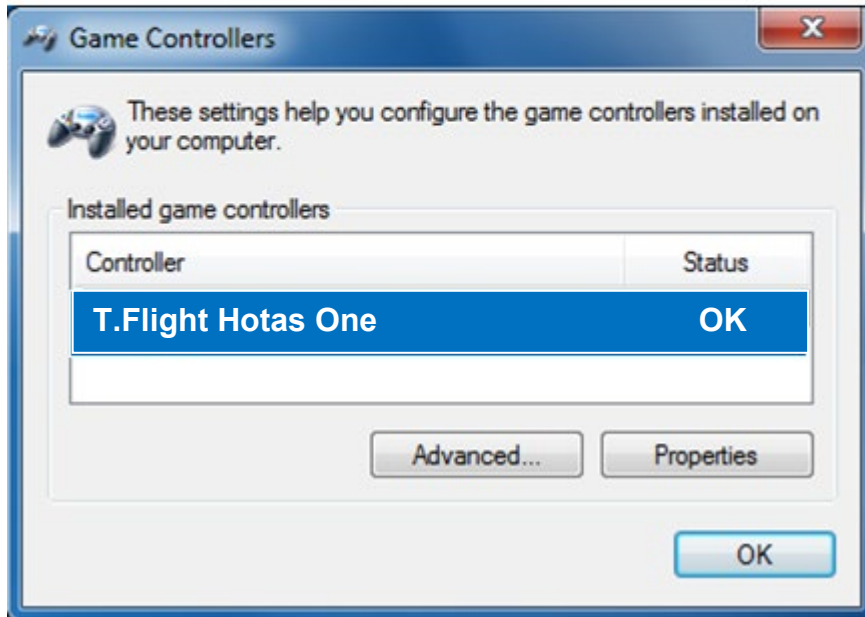 Game Controllers
These settings help you configure the game controllers installed on
your computer.
Installed game controllers
Controller Status
T.Flight Hotas One OK
Advanced... Properties
OK